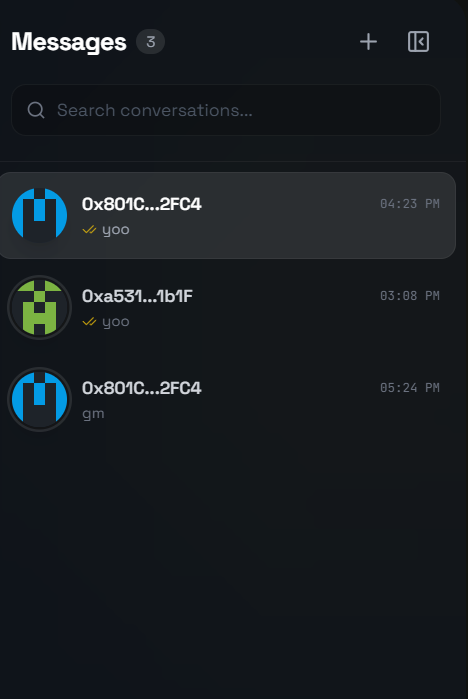 Messages 3
Search conversations...
0x801C...2FC4 04:23 PM
yoo
0xa531...1b1F 03:08 PM
yoo
0x801C...2FC4 05:24 PM
gm